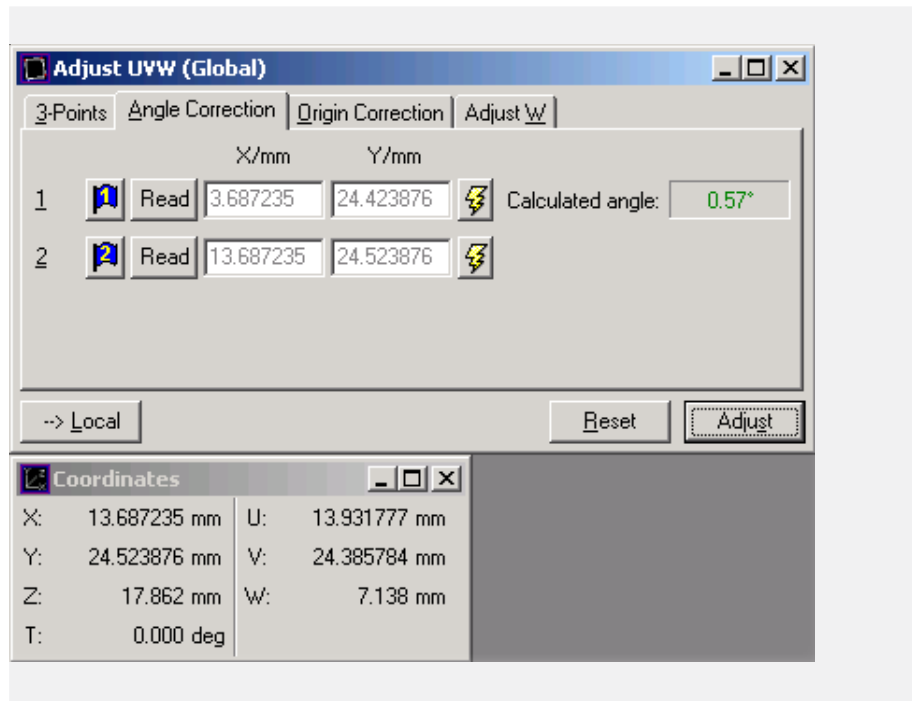 Adjust UVW (Global)
3-Points Angle Correction Origin Correction Adjust W
X/mm Y/mm
1 1 Read 3.687235 24.423876 Calculated angle: 0.57°
2 2 Read 13.687235 24.523876
--> Local Reset Adjust
Coordinates
X: 13.687235 mm U: 13.931777 mm
Y: 24.523876 mm V: 24.385784 mm
Z: 17.862 mm W: 7.138 mm
T: 0.000 deg